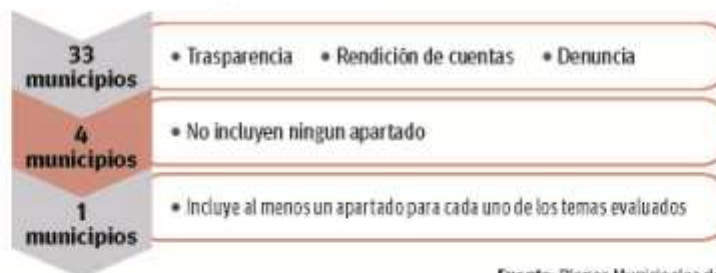 33
municipios
• Trasparencia • Rendición de cuentas • Denuncia
4
municipios
• No incluyen ningun apartado
1
municipios
• Incluye al menos un apartado para cada uno de los temas evaluados